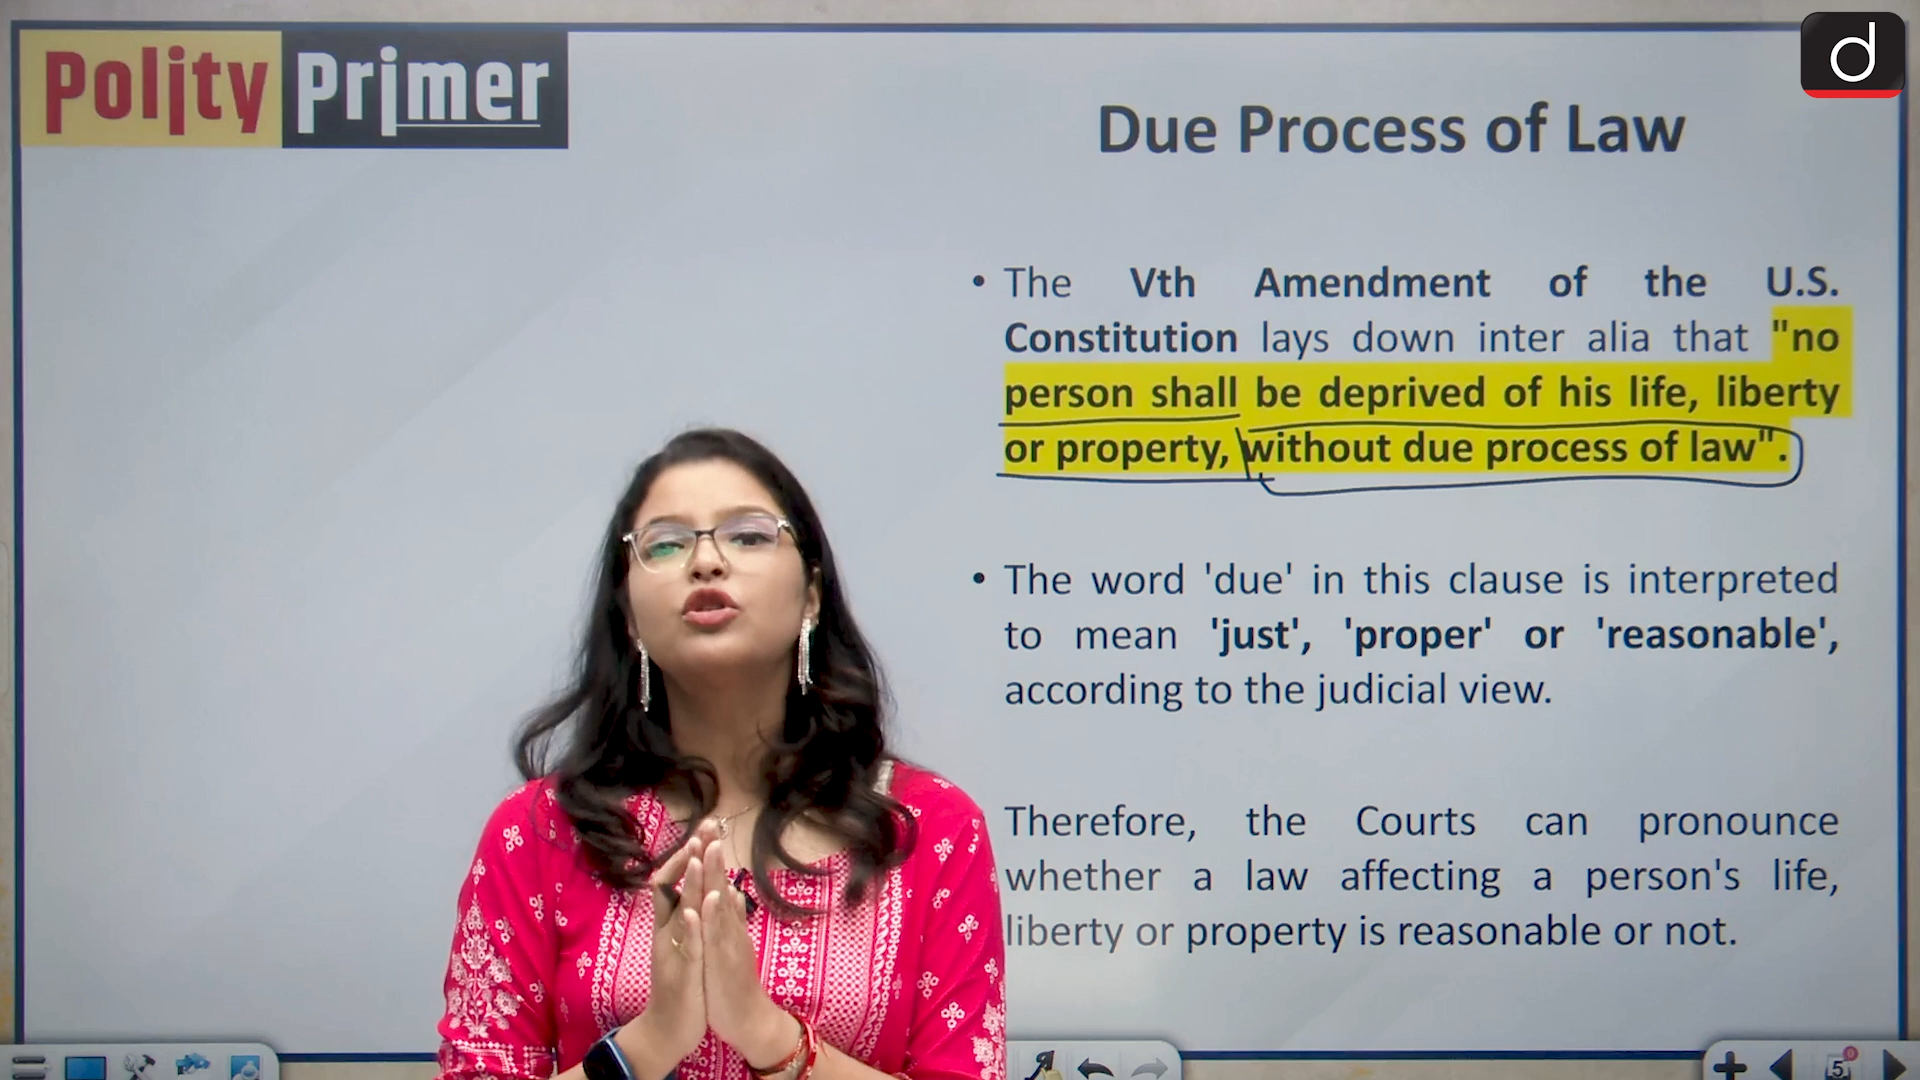 Polity Primer
d
Due Process of Law
• The Vth Amendment of the U.S.
Constitution lays down inter alia that "no
person shall be deprived of his life, liberty
or property, without due process of law".
• The word 'due' in this clause is interpreted
to mean 'just', 'proper' or 'reasonable',
according to the judicial view.
Therefore, the Courts can pronounce
whether a law affecting a person's life,
liberty or property is reasonable or not.
5
0